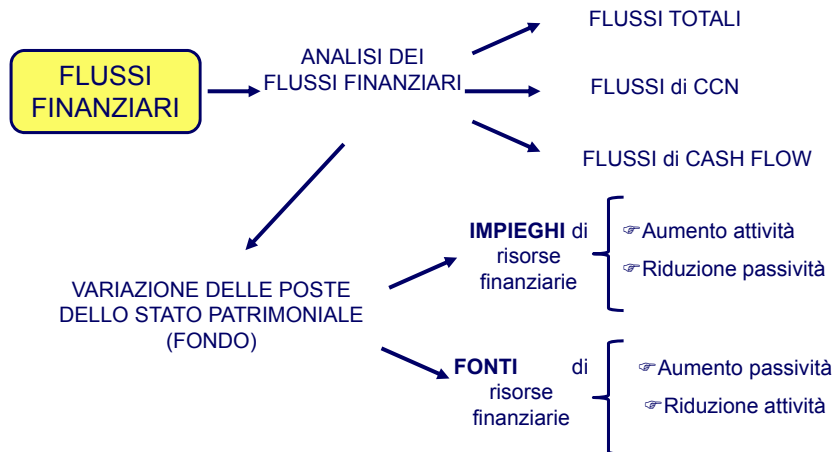 FLUSSI
FINANZIARI
ANALISI DEI
FLUSSI FINANZIARI
FLUSSI TOTALI
FLUSSI di CCN
FLUSSI di CASH FLOW
VARIAZIONE DELLE POSTE
DELLO STATO PATRIMONIALE
(FONDO)
IMPIEGHI di
risorse
finanziarie
☞Aumento attività
☞Riduzione passività
FONTI di
risorse
finanziarie
☞Aumento passività
☞Riduzione attività